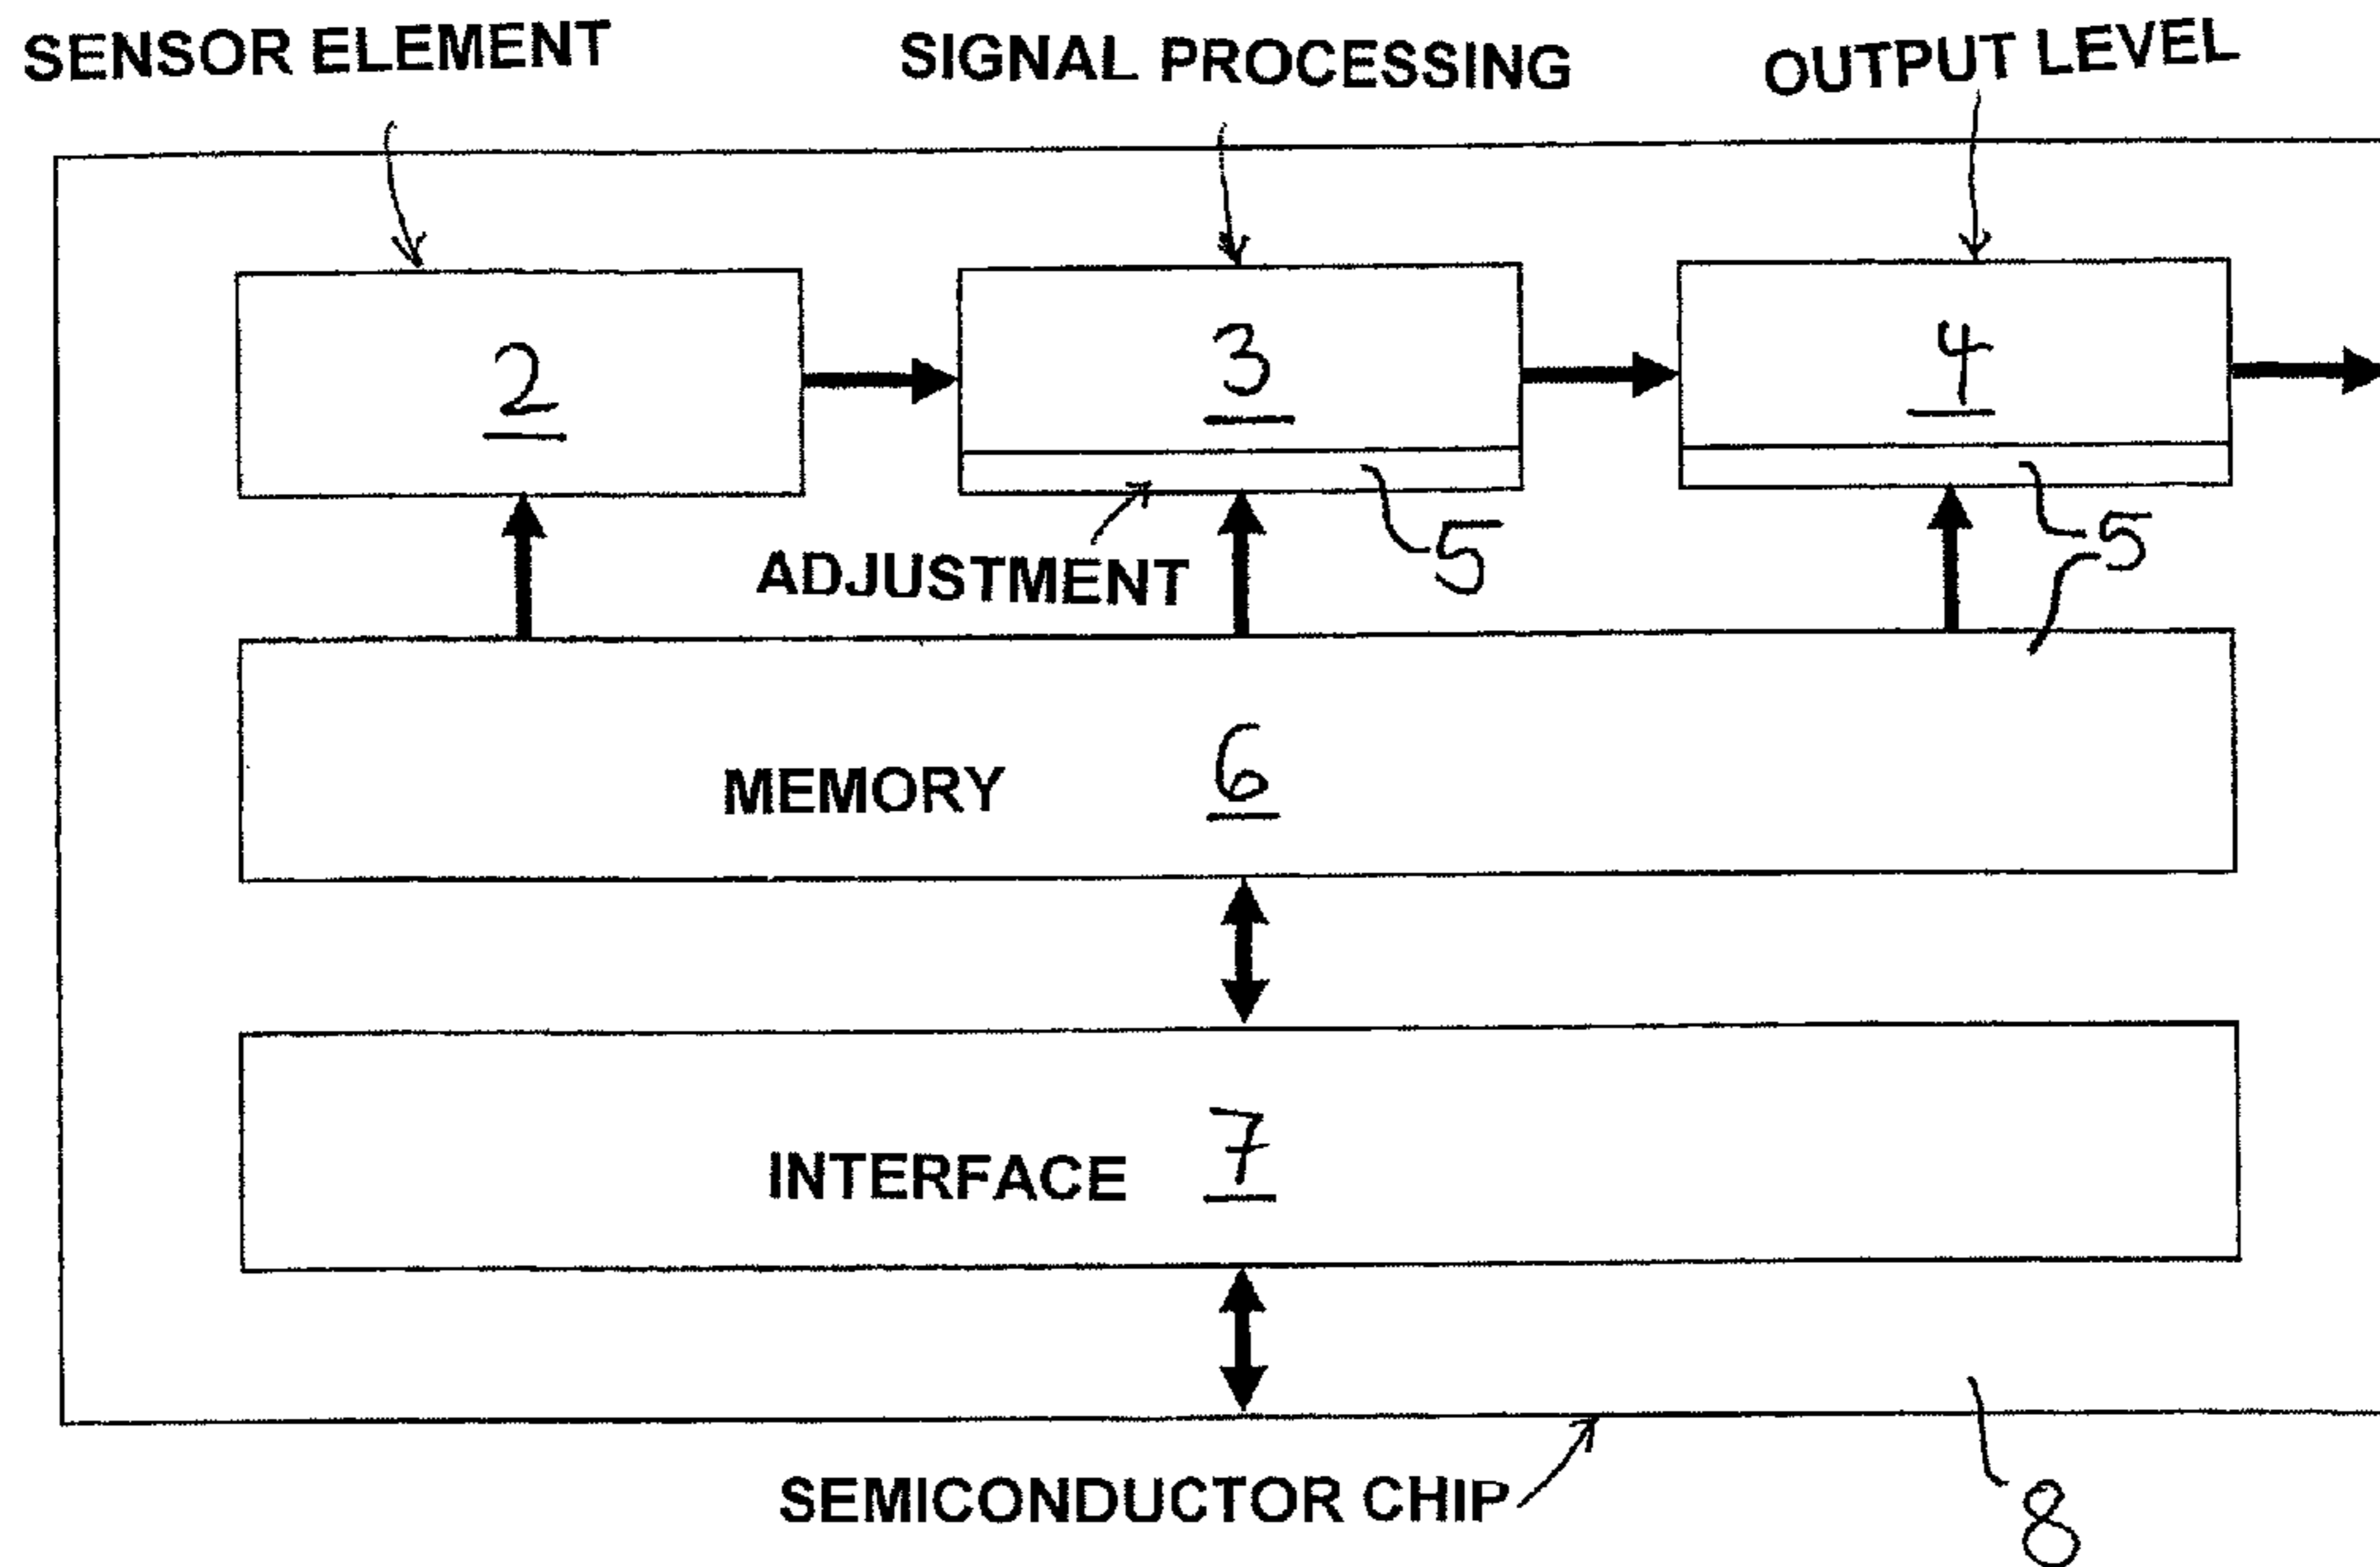 SENSOR ELEMENT
SIGNAL PROCESSING
OUTPUT LEVEL
2
3
4
ADJUSTMENT
5
5
MEMORY 6
INTERFACE 7
SEMICONDUCTOR CHIP
8